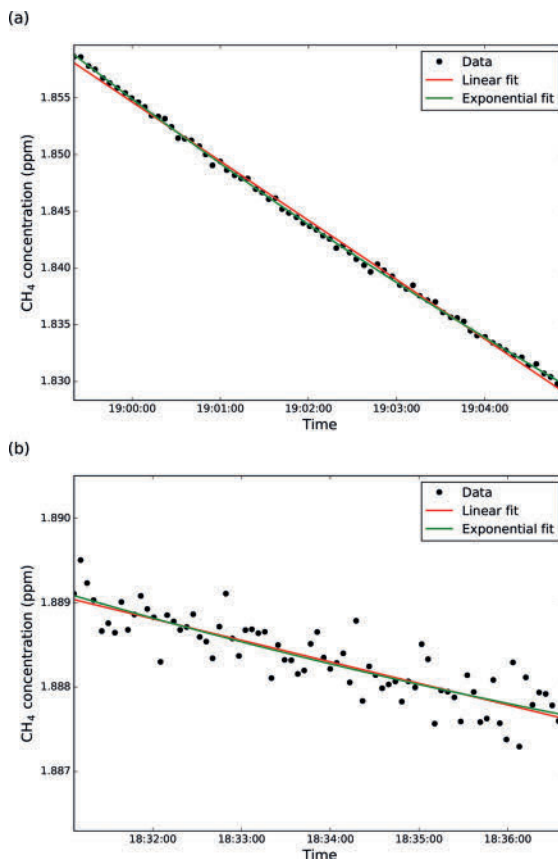 (a)
Data
Linear fit
Exponential fit
1.855
1.850
1.845
1.840
1.835
1.830
CH₄ concentration (ppm)
19:00:00 19:01:00 19:02:00 19:03:00 19:04:00
Time
(b)
Data
Linear fit
Exponential fit
1.890
1.889
1.888
1.887
CH₄ concentration (ppm)
18:32:00 18:33:00 18:34:00 18:35:00 18:36:00
Time